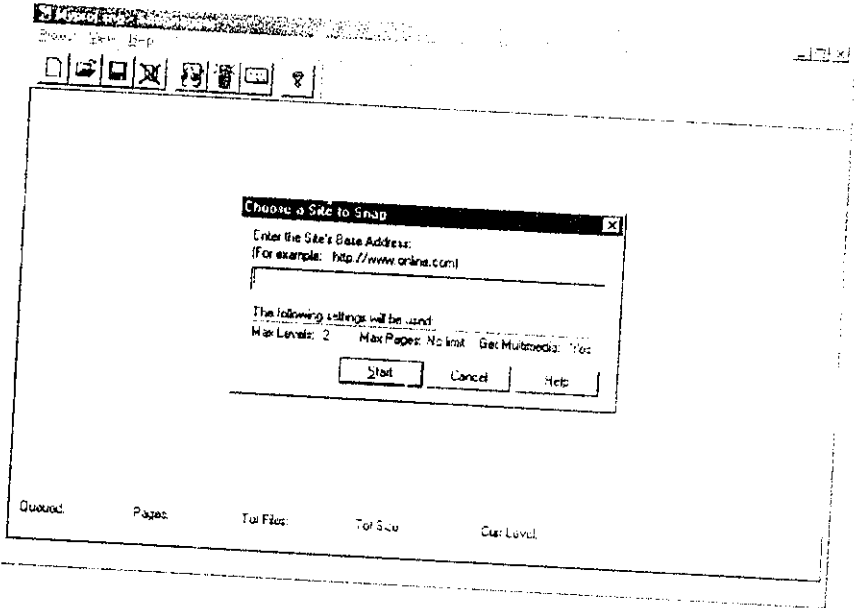 View Help
Choose a Site to Snap
Enter the Site's Base Address:
(For example: http://www.online.com)
The following settings will be used:
Max Levels: 2 Max Pages: No limit Get Multimedia: Yes
Start Cancel Help
Queued: Pages: Tot Files: Tot Size: Cur Level: